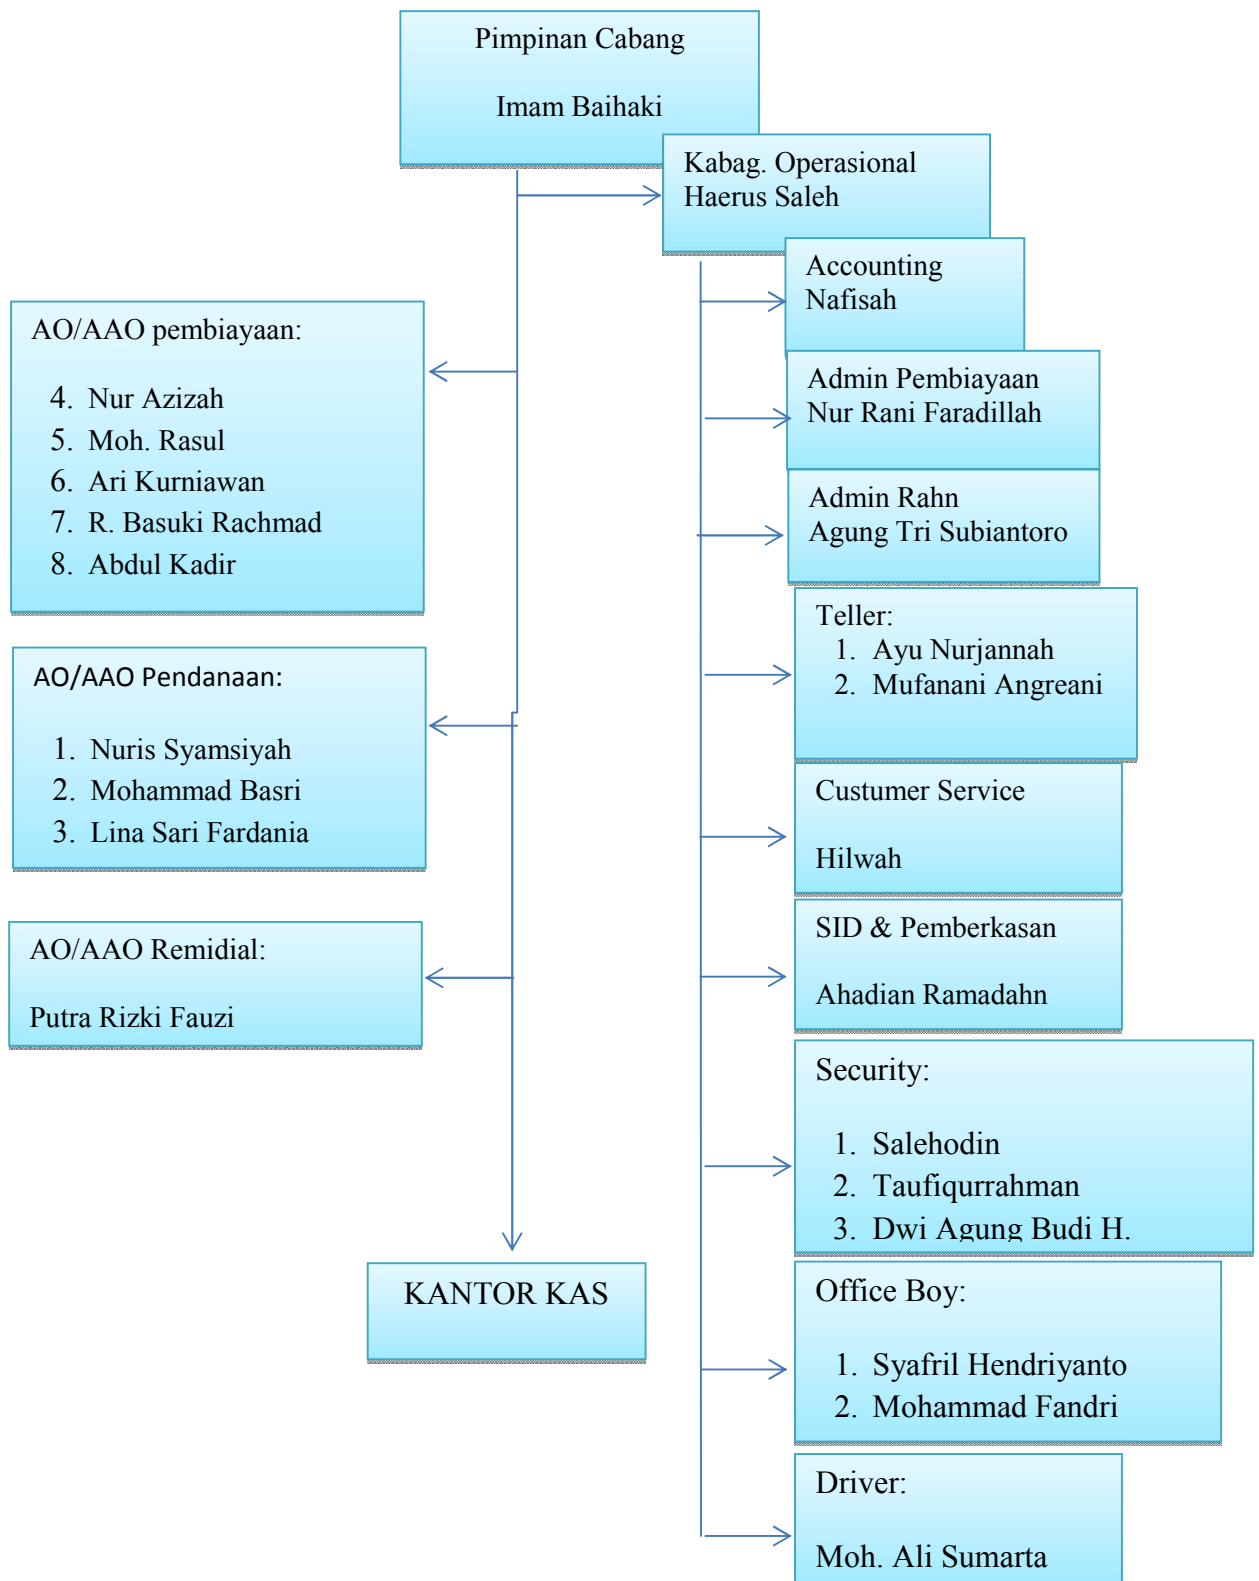 Pimpinan Cabang
Imam Baihaki
Kabag. Operasional
Haerus Saleh
Accounting
Nafisah
AO/AAO pembiayaan:
4. Nur Azizah
5. Moh. Rasul
6. Ari Kurniawan
7. R. Basuki Rachmad
8. Abdul Kadir
Admin Pembiayaan
Nur Rani Faradillah
Admin Rahn
Agung Tri Subiantoro
Teller:
1. Ayu Nurjannah
2. Mufanani Angreani
AO/AAO Pendanaan:
1. Nuris Syamsiyah
2. Mohammad Basri
3. Lina Sari Fardania
Custumer Service
Hilwah
SID & Pemberkasan
Ahadian Ramadahn
AO/AAO Remidial:
Putra Rizki Fauzi
Security:
1. Salehodin
2. Taufiqurrahman
3. Dwi Agung Budi H.
KANTOR KAS
Office Boy:
1. Syafril Hendriyanto
2. Mohammad Fandri
Driver:
Moh. Ali Sumarta